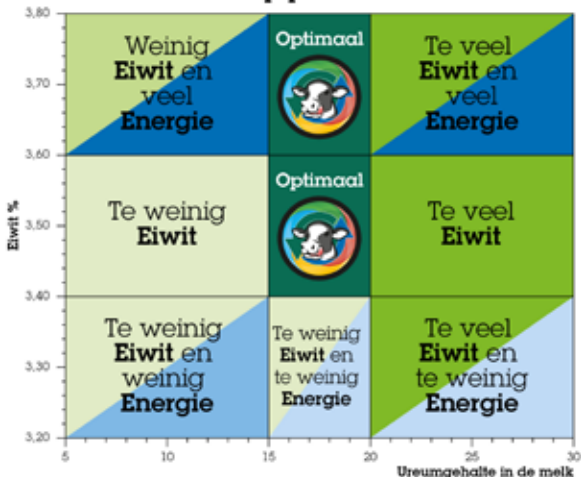 3,80
Weinig
Eiwit en
veel
Energie
Optimaal
Te veel
Eiwit en
veel
Energie
3,70
3,60
Te weinig
Eiwit
Optimaal
Te veel
Eiwit
3,50
Eiwit %
3,40
Te weinig
Eiwit en
weinig
Energie
Te weinig
Eiwit en
te weinig
Energie
Te veel
Eiwit en
te weinig
Energie
3,30
3,20
5 10 15 20 25 30
Ureumgehalte in de melk